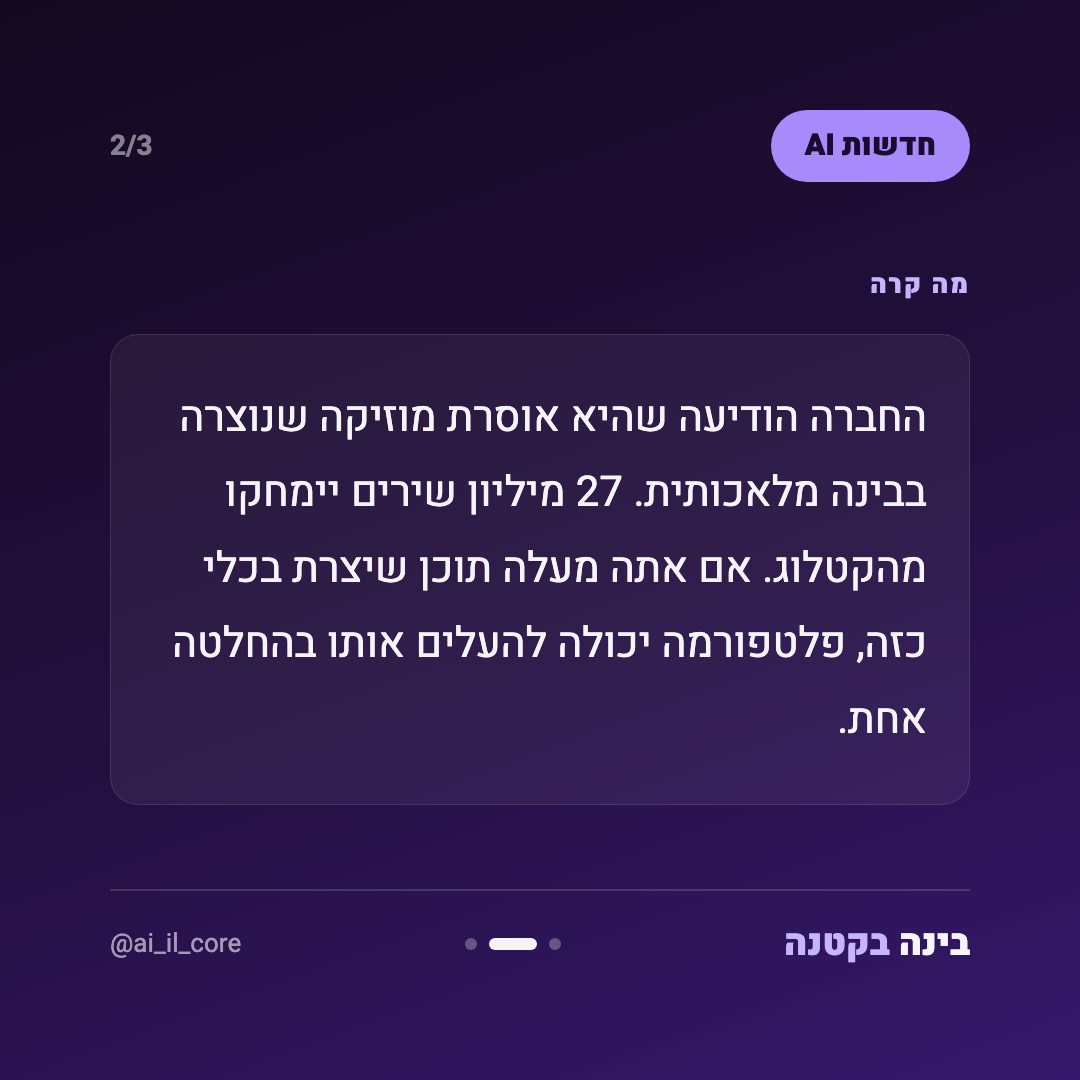 חדשות AI
2/3
מה קרה
החברה הודיעה שהיא אוסרת מוזיקה שנוצרה
בבינה מלאכותית. 27 מיליון שירים יימחקו
מהקטלוג. אם אתה מעלה תוכן שיצרת בכלי
כזה, פלטפורמה יכולה להעלים אותו בהחלטה
אחת.
בינה בקטנה
@ai_il_core